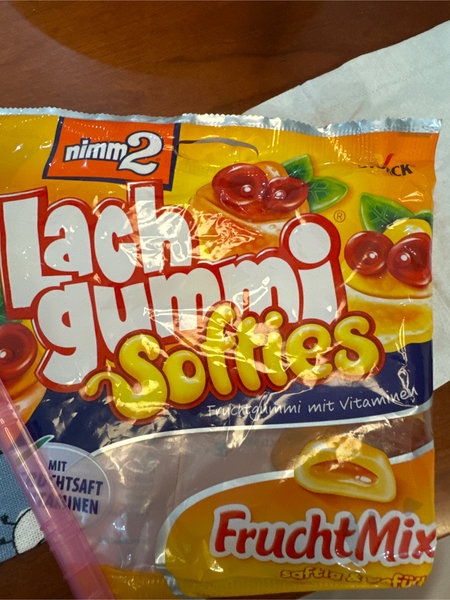 nimm2
Lach
gummi
®
Softies
Fruchtgummi mit Vitaminen
MIT
FruchtMix